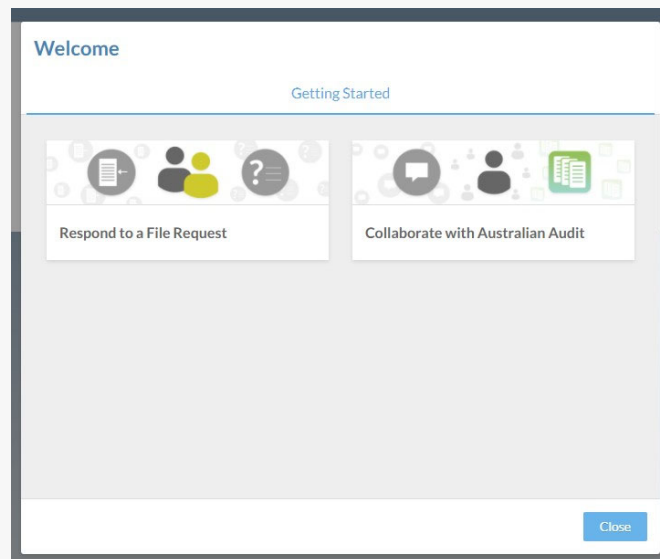 Welcome
Getting Started
Respond to a File Request
Collaborate with Australian Audit
Close